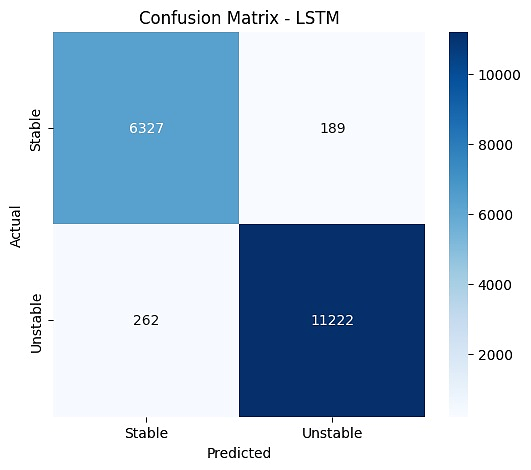 Confusion Matrix - LSTM
Actual
Stable
Unstable
6327
189
262
11222
Stable
Unstable
Predicted
10000
8000
6000
4000
2000